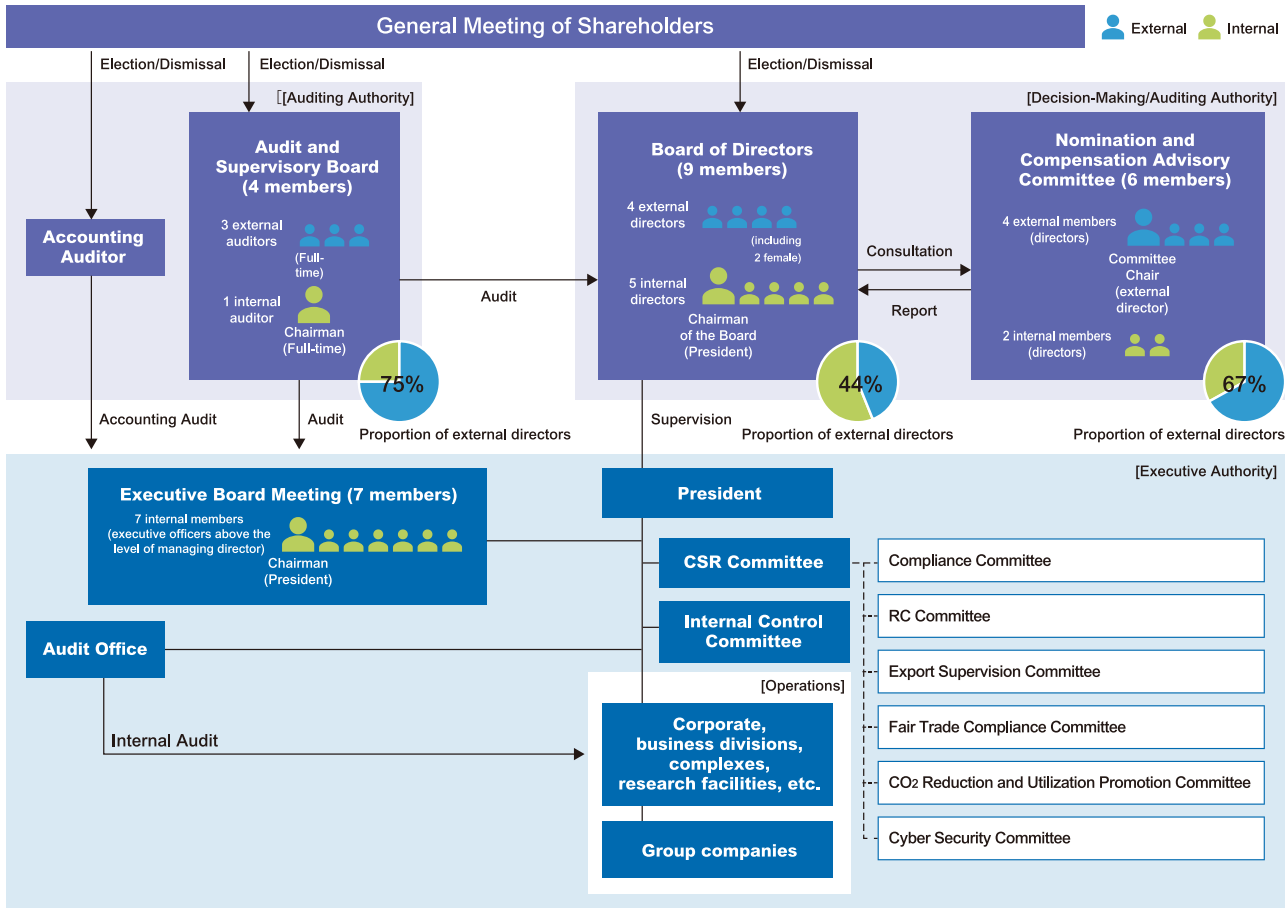 General Meeting of Shareholders
External
Internal
Election/Dismissal
Election/Dismissal
Election/Dismissal
[[Auditing Authority]
[Decision-Making/Auditing Authority]
Accounting
Auditor
Audit and
Supervisory Board
(4 members)
3 external
auditors
(Full-
time)
1 internal
auditor
Chairman
(Full-time)
75%
Proportion of external directors
Audit
Board of Directors
(9 members)
4 external
directors
(including
2 female)
5 internal
directors
Chairman
of the Board
(President)
44%
Proportion of external directors
Consultation
Report
Nomination and
Compensation Advisory
Committee (6 members)
4 external members
(directors)
Committee
Chair
(external
director)
2 internal members
(directors)
67%
Proportion of external directors
Accounting Audit
Audit
Supervision
[Executive Authority]
Executive Board Meeting (7 members)
7 internal members
(executive officers above the
level of managing director)
Chairman
(President)
President
CSR Committee
Internal Control
Committee
Audit Office
Internal Audit
[Operations]
Corporate,
business divisions,
complexes,
research facilities, etc.
Group companies
Compliance Committee
RC Committee
Export Supervision Committee
Fair Trade Compliance Committee
CO2 Reduction and Utilization Promotion Committee
Cyber Security Committee